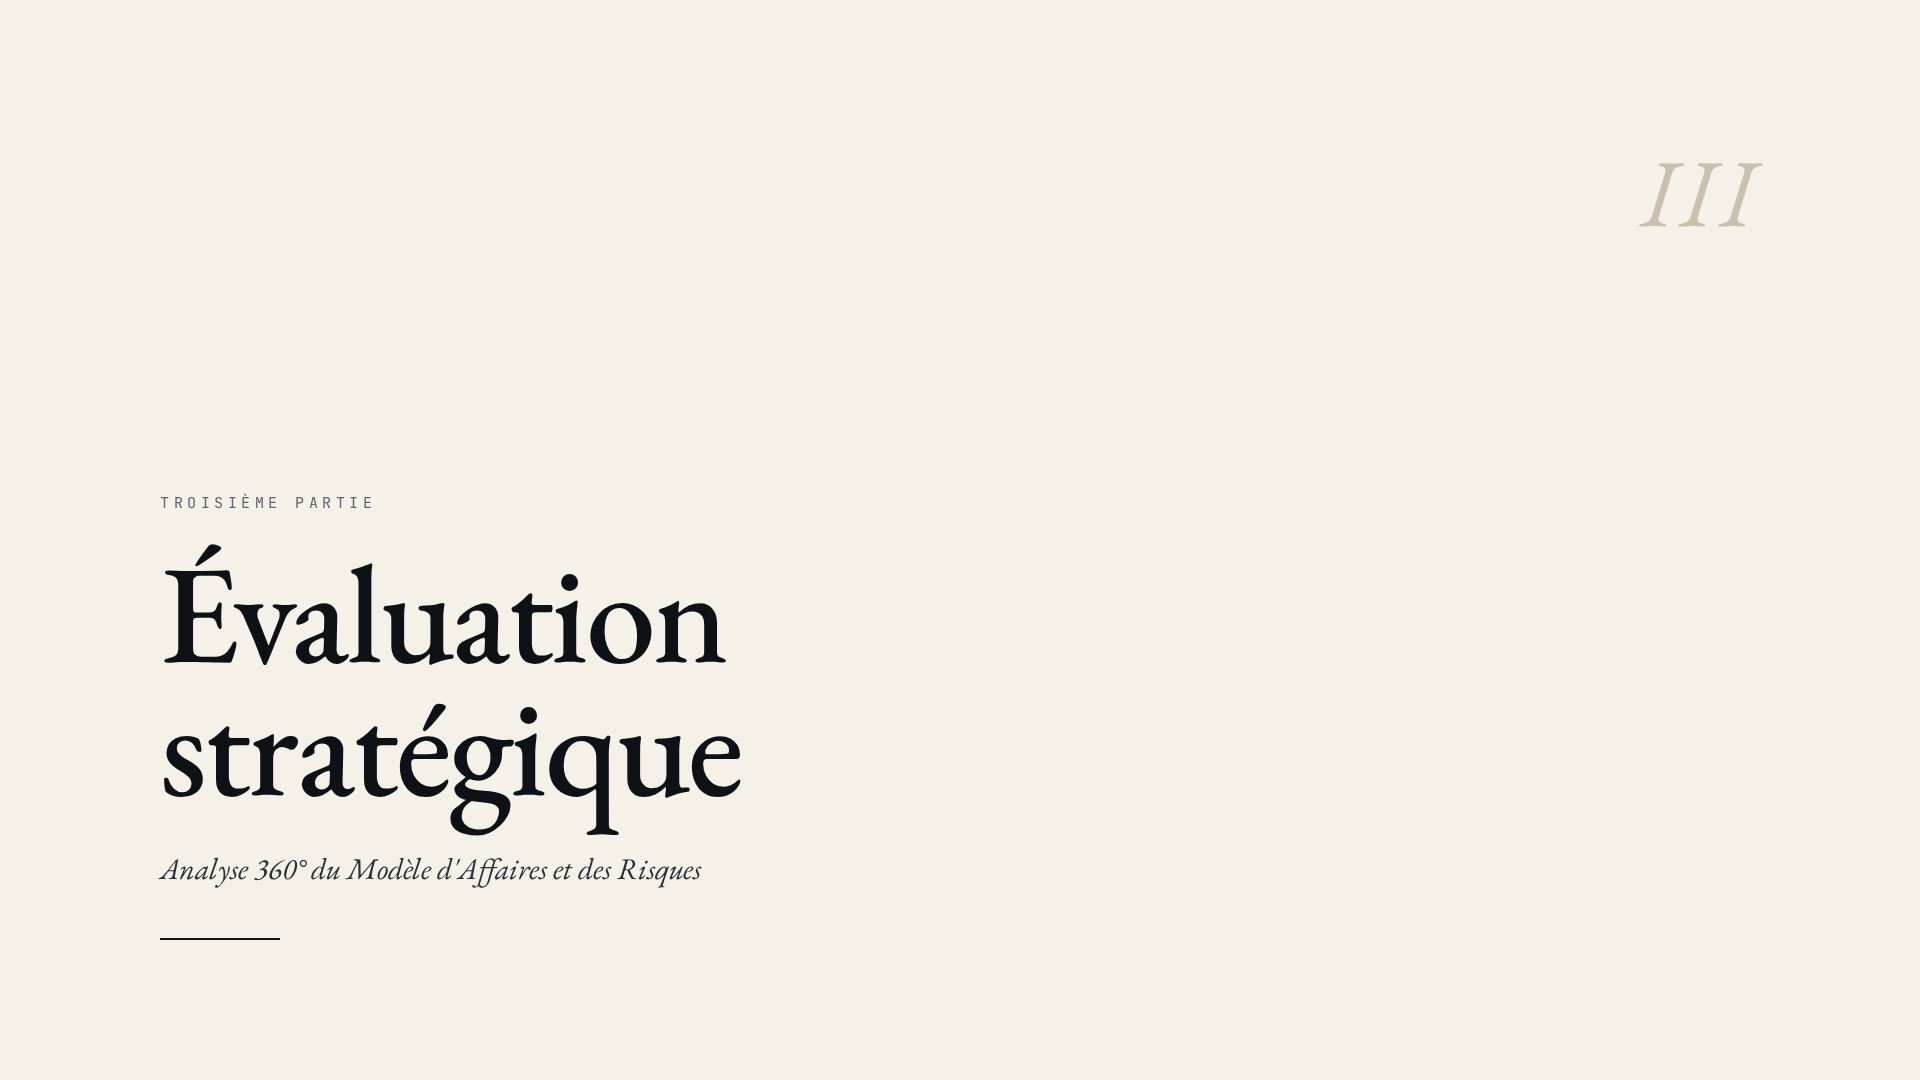 III
TROISIÈME PARTIE
Évaluation
stratégique
Analyse 360° du Modèle d'Affaires et des Risques